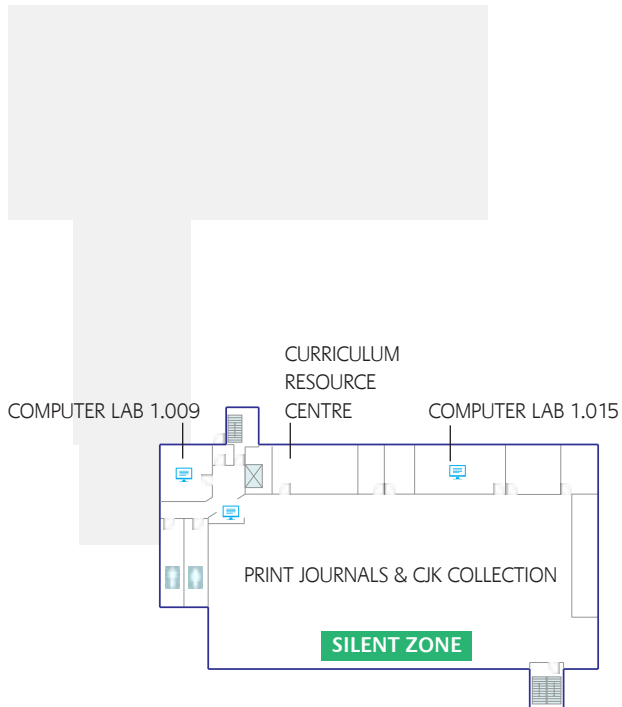 CURRICULUM
RESOURCE
CENTRE
COMPUTER LAB 1.009
COMPUTER LAB 1.015
PRINT JOURNALS & CJK COLLECTION
SILENT ZONE